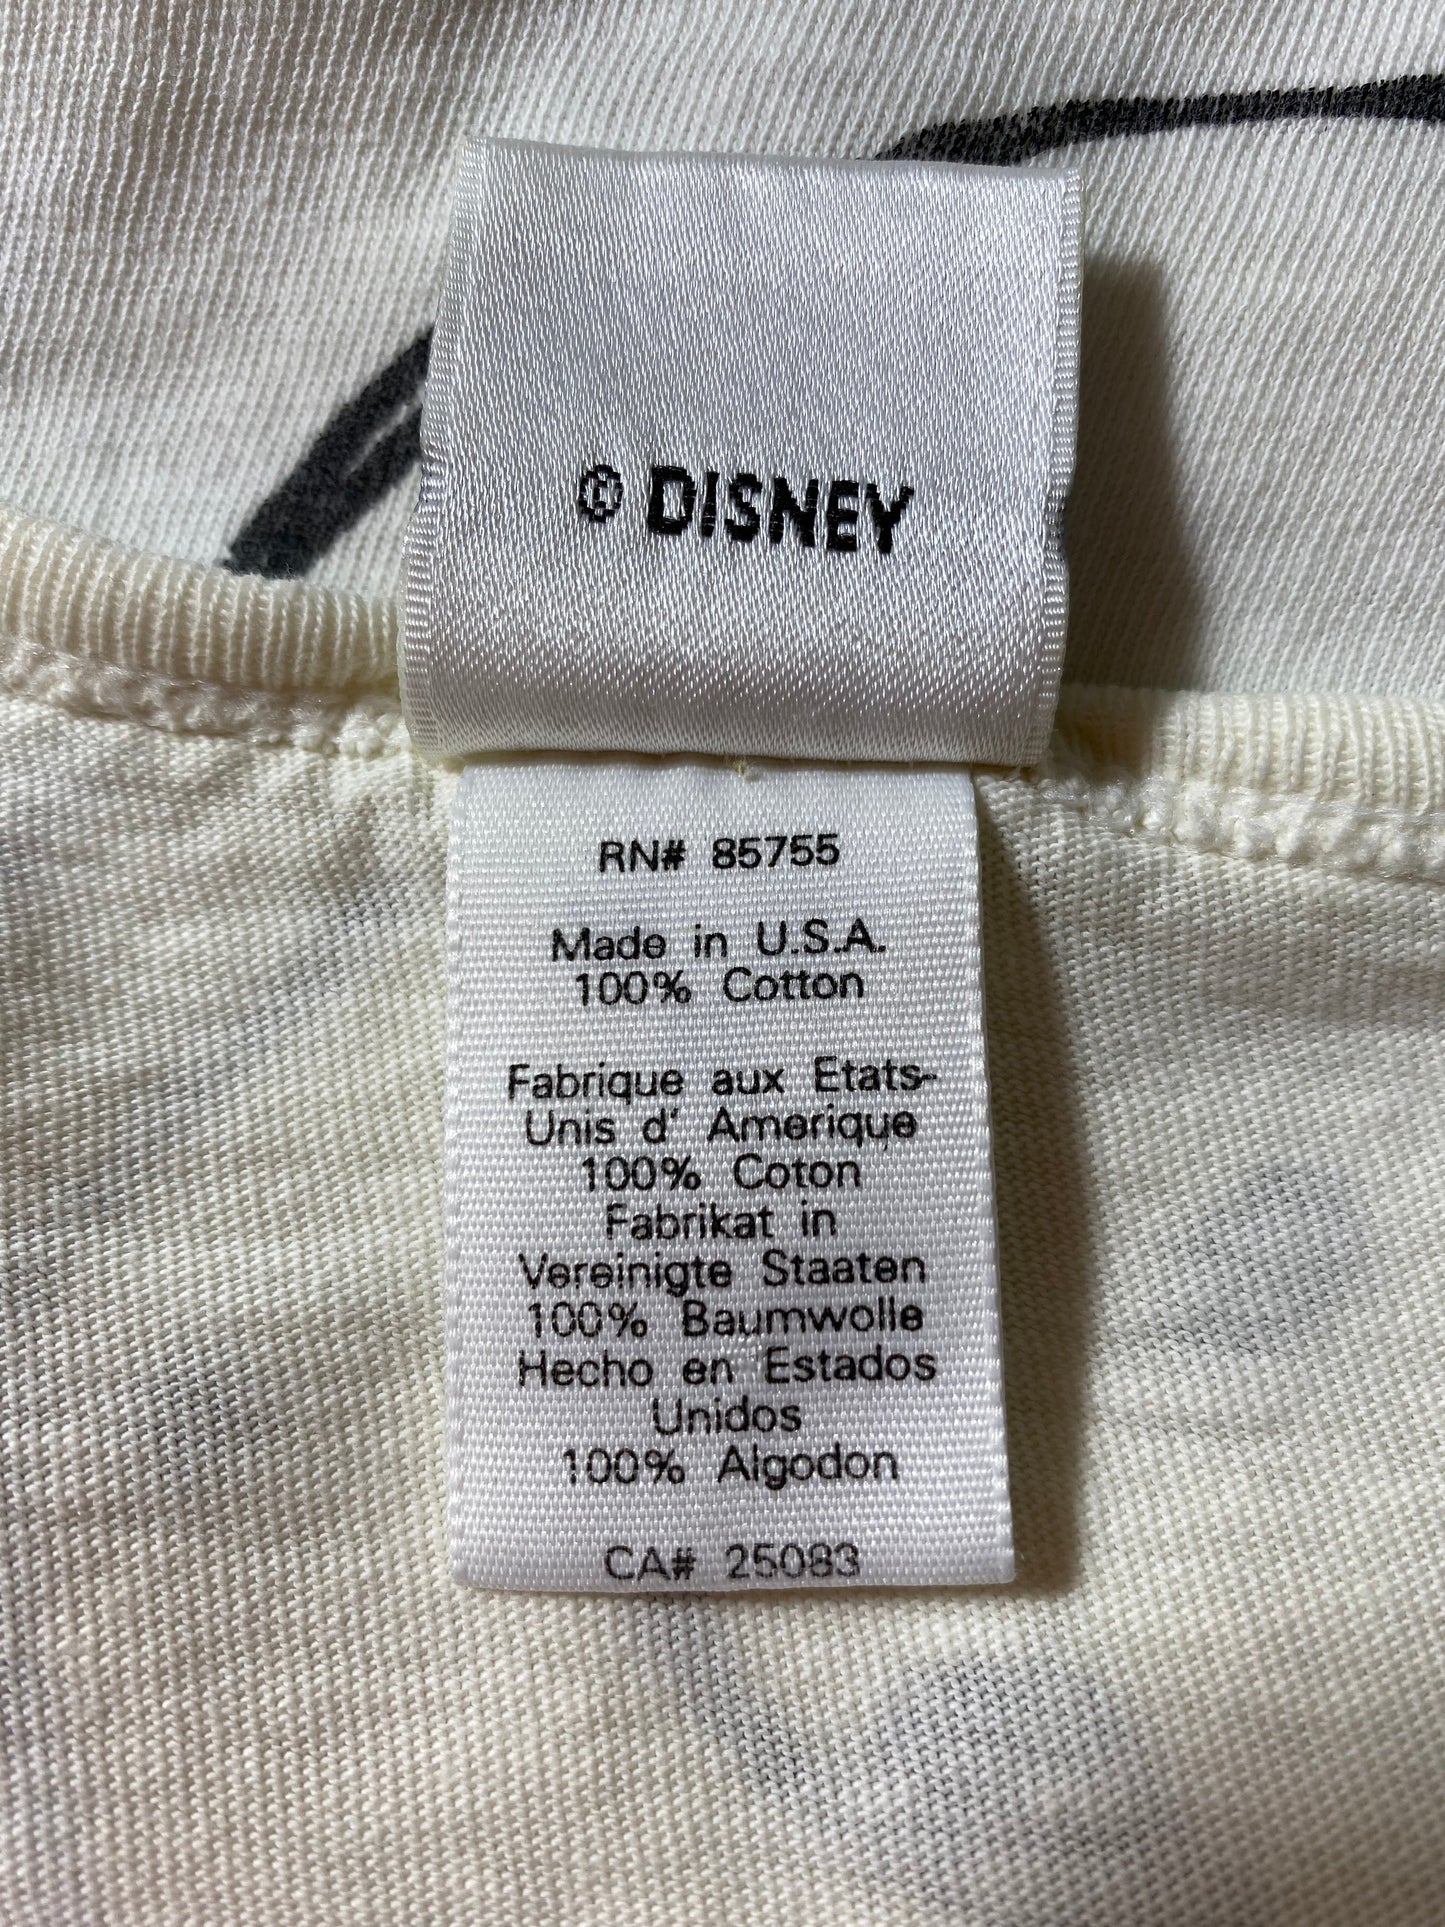 © DISNEY
RN# 85755
Made in U.S.A.
100% Cotton
Fabrique aux Etats-
Unis d' Amerique
100% Coton
Fabrikat in
Vereinigte Staaten
100% Baumwolle
Hecho en Estados
Unidos
100% Algodon
CA# 25083